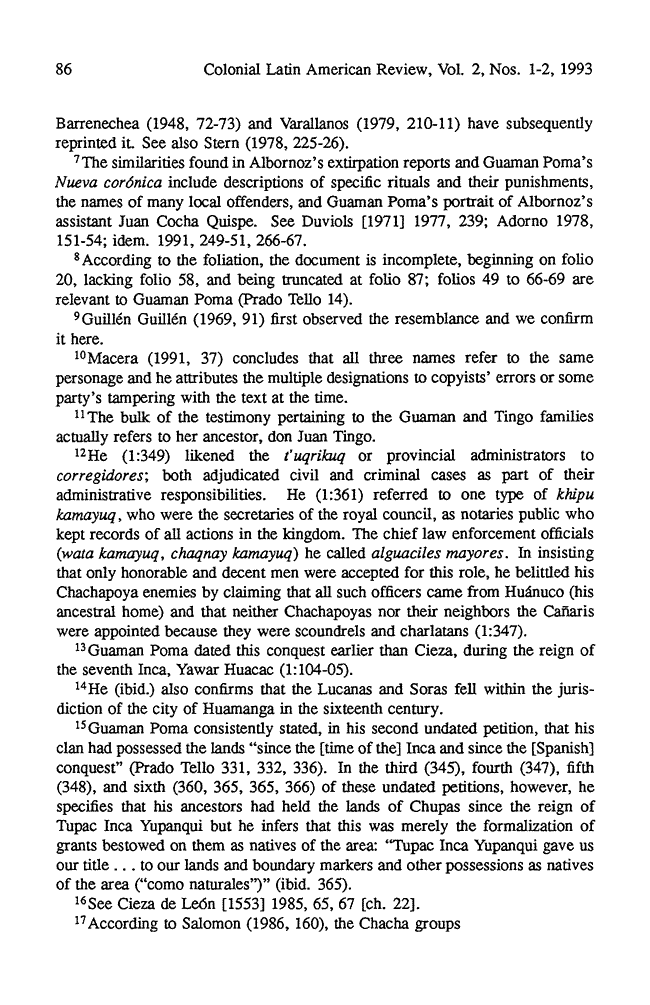 86 Colonial Latin American Review, Vol. 2, Nos. 1-2, 1993
Barrenechea (1948, 72-73) and Varallanos (1979, 210-11) have subsequently
reprinted it. See also Stern (1978, 225-26).
7The similarities found in Albornoz's extirpation reports and Guaman Poma's
Nueva corónica include descriptions of specific rituals and their punishments,
the names of many local offenders, and Guaman Poma's portrait of Albornoz's
assistant Juan Cocha Quispe. See Duviols [1971] 1977, 239; Adorno 1978,
151-54; idem. 1991, 249-51, 266-67.
8According to the foliation, the document is incomplete, beginning on folio
20, lacking folio 58, and being truncated at folio 87; folios 49 to 66-69 are
relevant to Guaman Poma (Prado Tello 14).
9Guillén Guillén (1969, 91) first observed the resemblance and we confirm
it here.
10Macera (1991, 37) concludes that all three names refer to the same
personage and he attributes the multiple designations to copyists' errors or some
party's tampering with the text at the time.
11The bulk of the testimony pertaining to the Guaman and Tingo families
actually refers to her ancestor, don Juan Tingo.
12He (1:349) likened the t'uqrikuq or provincial administrators to
corregidores; both adjudicated civil and criminal cases as part of their
administrative responsibilities. He (1:361) referred to one type of khipu
kamayuq, who were the secretaries of the royal council, as notaries public who
kept records of all actions in the kingdom. The chief law enforcement officials
(wata kamayuq, chaqnay kamayuq) he called alguaciles mayores. In insisting
that only honorable and decent men were accepted for this role, he belittled his
Chachapoya enemies by claiming that all such officers came from Huánuco (his
ancestral home) and that neither Chachapoyas nor their neighbors the Cañaris
were appointed because they were scoundrels and charlatans (1:347).
13Guaman Poma dated this conquest earlier than Cieza, during the reign of
the seventh Inca, Yawar Huacac (1:104-05).
14He (ibid.) also confirms that the Lucanas and Soras fell within the juris-
diction of the city of Huamanga in the sixteenth century.
15Guaman Poma consistently stated, in his second undated petition, that his
clan had possessed the lands "since the [time of the] Inca and since the [Spanish]
conquest" (Prado Tello 331, 332, 336). In the third (345), fourth (347), fifth
(348), and sixth (360, 365, 365, 366) of these undated petitions, however, he
specifies that his ancestors had held the lands of Chupas since the reign of
Tupac Inca Yupanqui but he infers that this was merely the formalization of
grants bestowed on them as natives of the area: "Tupac Inca Yupanqui gave us
our title . . . to our lands and boundary markers and other possessions as natives
of the area ("como naturales")" (ibid. 365).
16See Cieza de León [1553] 1985, 65, 67 [ch. 22].
17According to Salomon (1986, 160), the Chacha groups